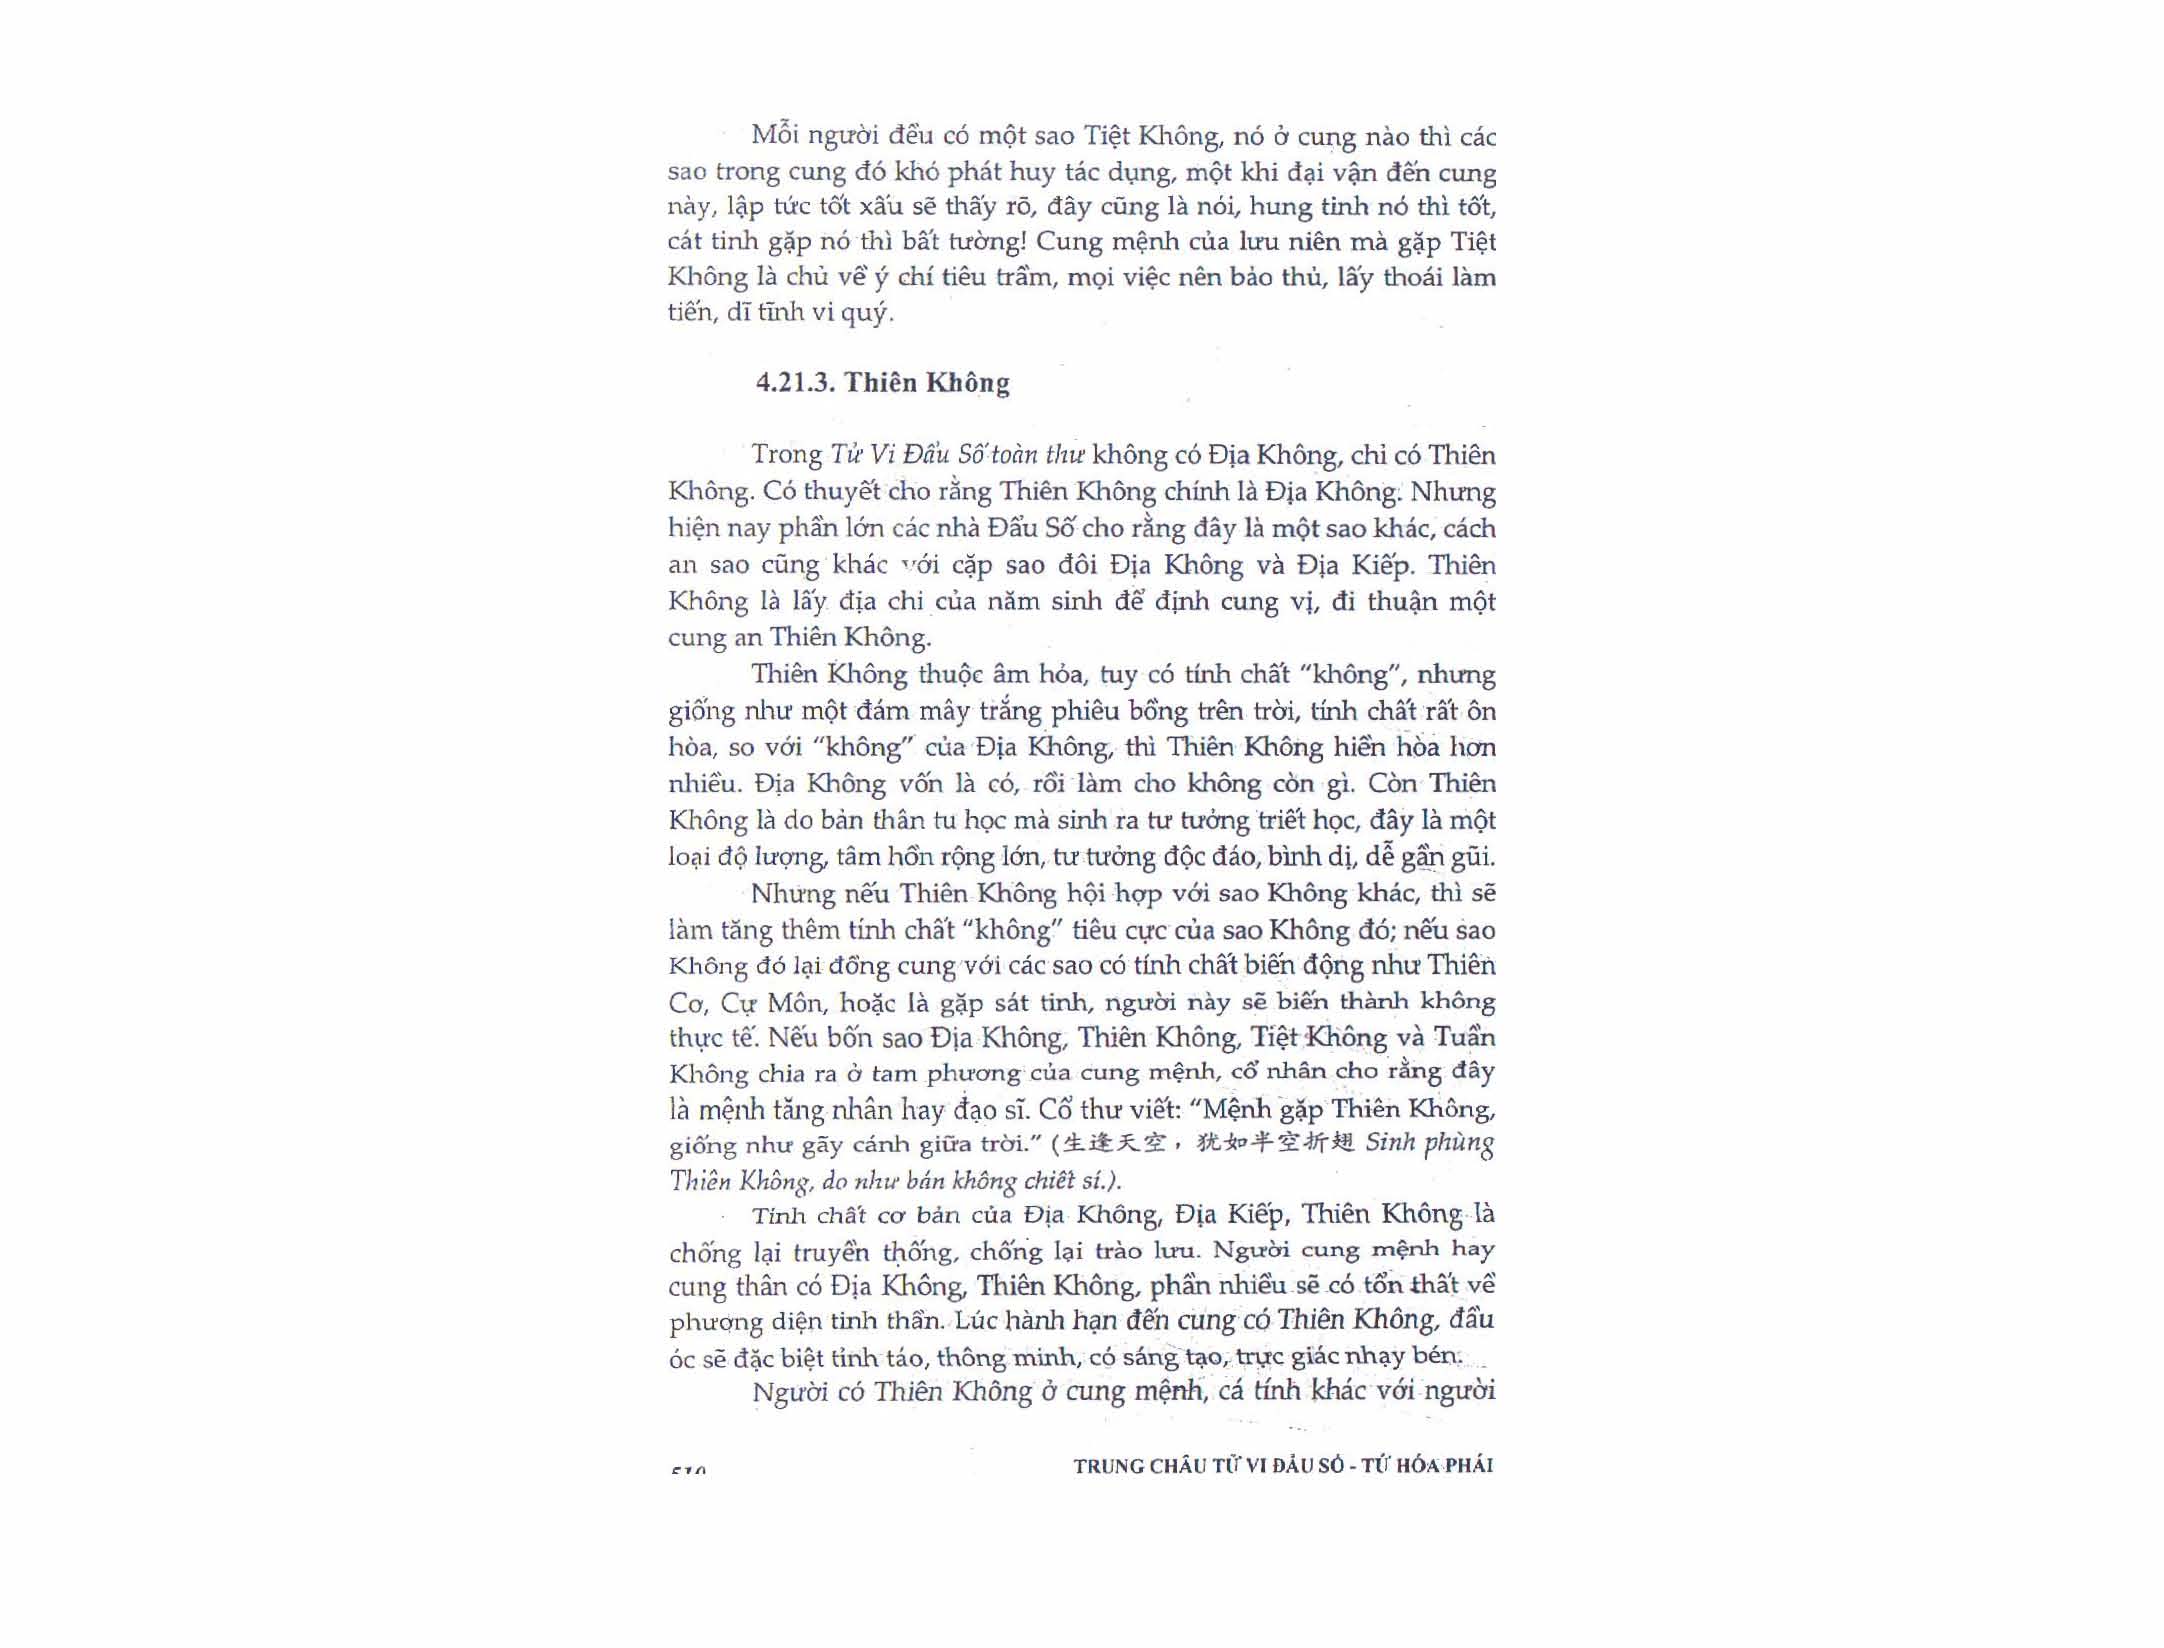 Mỗi người đều có một sao Tiệt Không, nó ở cung nào thì các
sao trong cung đó khó phát huy tác dụng, một khi đại vận đến cung
này, lập tức tốt xấu sẽ thấy rõ, đây cũng là nói, hung tinh nó thì tốt,
cát tinh gặp nó thì bất tường! Cung mệnh của lưu niên mà gặp Tiệt
Không là chủ về ý chí tiêu trầm, mọi việc nên bảo thủ, lấy thoái làm
tiến, dĩ tĩnh vi quý.
4.21.3. Thiên Không
Trong Tử Vi Đẩu Số toàn thư không có Địa Không, chỉ có Thiên
Không. Có thuyết cho rằng Thiên Không chính là Địa Không. Nhưng
hiện nay phần lớn các nhà Đẩu Số cho rằng đây là một sao khác, cách
an sao cũng khác với cặp sao đôi Địa Không và Địa Kiếp. Thiên
Không là lấy địa chi của năm sinh để định cung vị, đi thuận một
cung an Thiên Không.
Thiên Không thuộc âm hỏa, tuy có tính chất “không”, nhưng
giống như một đám mây trắng phiêu bồng trên trời, tính chất rất ôn
hòa, so với “không” của Địa Không, thì Thiên Không hiền hòa hơn
nhiều. Địa Không vốn là có, rồi làm cho không còn gì. Còn Thiên
Không là do bản thân tu học mà sinh ra tư tưởng triết học, đây là một
loại độ lượng, tâm hồn rộng lớn, tư tưởng độc đáo, bình dị, dễ gần gũi.
Nhưng nếu Thiên Không hội hợp với sao Không khác, thì sẽ
làm tăng thêm tính chất “không” tiêu cực của sao Không đó; nếu sao
Không đó lại đồng cung với các sao có tính chất biến động như Thiên
Cơ, Cự Môn, hoặc là gặp sát tinh, người này sẽ biến thành không
thực tế. Nếu bốn sao Địa Không, Thiên Không, Tiệt Không và Tuần
Không chia ra ở tam phương của cung mệnh, cổ nhân cho rằng đây
là mệnh tăng nhân hay đạo sĩ. Cổ thư viết: “Mệnh gặp Thiên Không,
giống như gãy cánh giữa trời.” (生逢天空，犹如半空折翅 Sinh phùng
Thiên Không, do như bán không chiết sí.).
Tính chất cơ bản của Địa Không, Địa Kiếp, Thiên Không là
chống lại truyền thống, chống lại trào lưu. Người cung mệnh hay
cung thân có Địa Không, Thiên Không, phần nhiều sẽ có tổn thất về
phương diện tinh thần. Lúc hành hạn đến cung có Thiên Không, đầu
óc sẽ đặc biệt tỉnh táo, thông minh, có sáng tạo, trực giác nhạy bén.
Người có Thiên Không ở cung mệnh, cá tính khác với người
TRUNG CHÂU TỬ VI ĐẨU SỐ - TỨ HÓA PHÁI